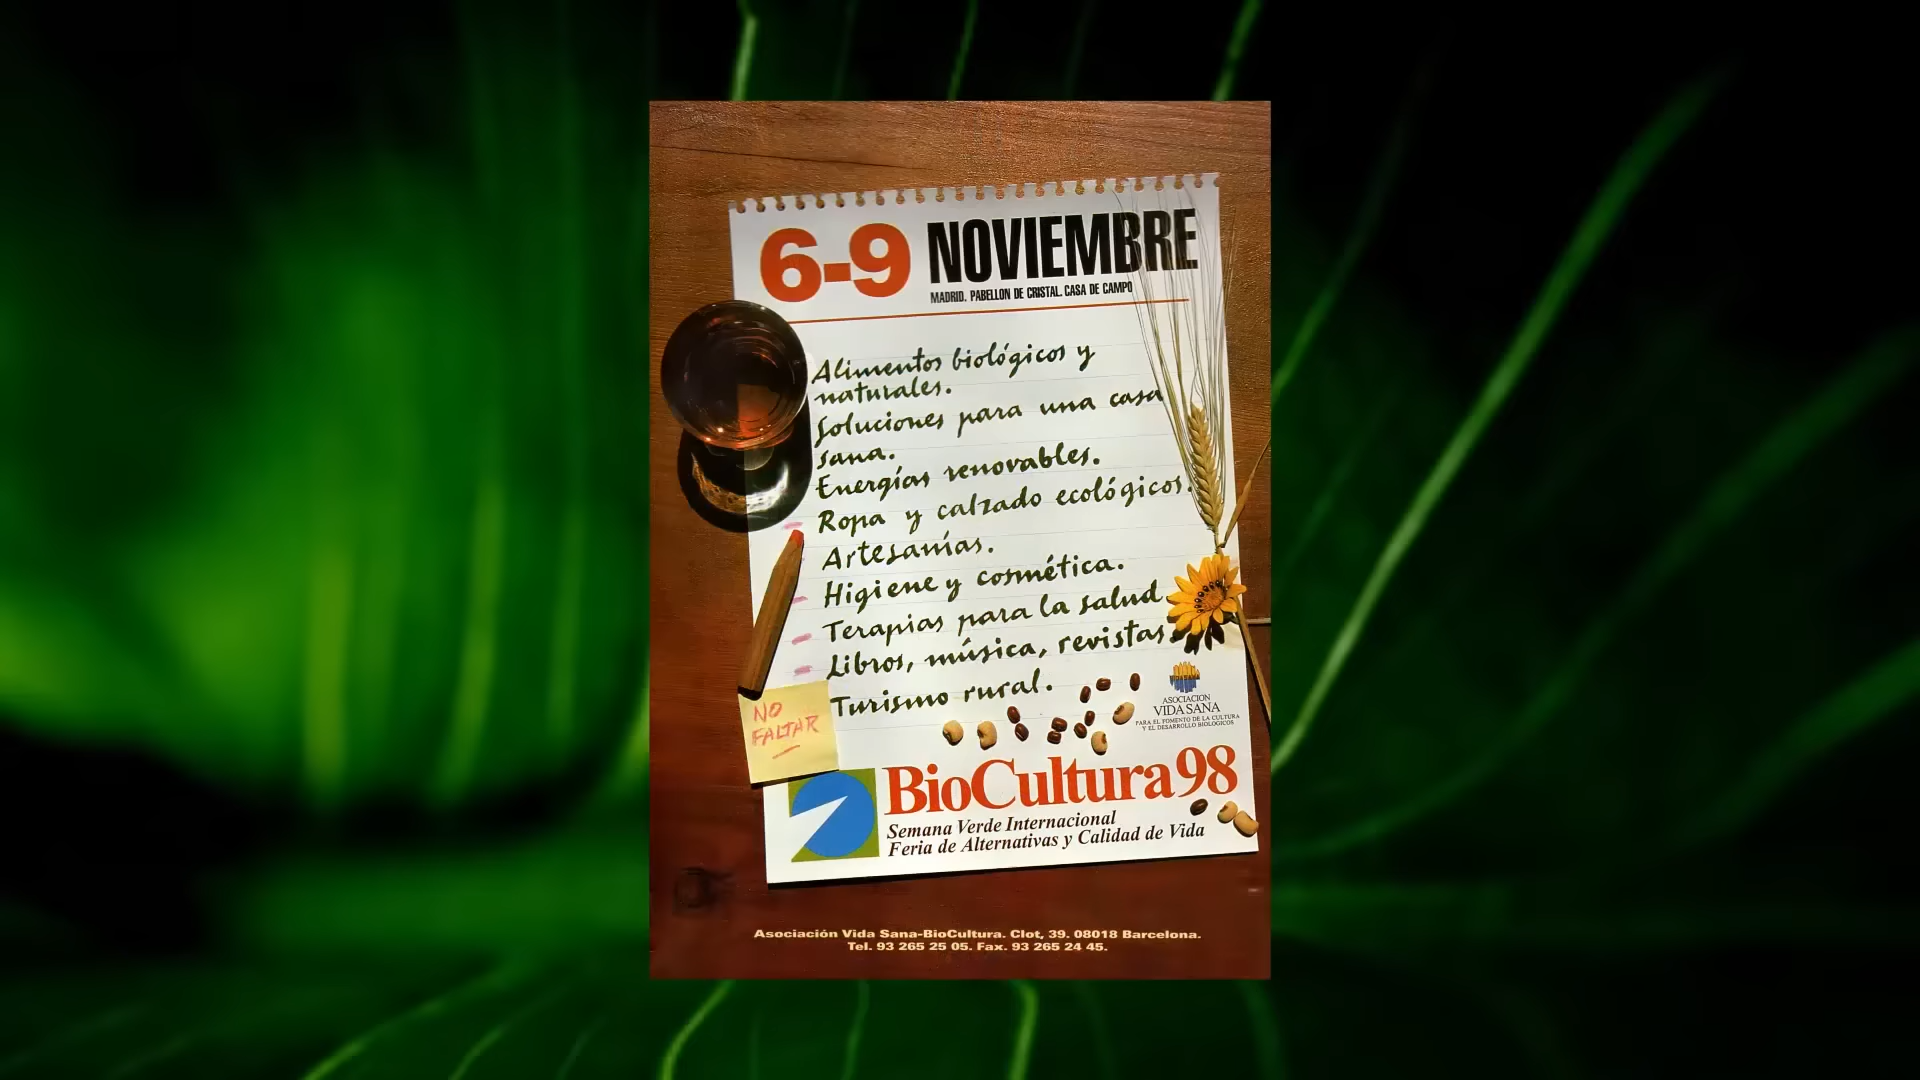 6-9 NOVIEMBRE
MADRID. PABELLON DE CRISTAL. CASA DE CAMPO
Alimentos biológicos y
naturales.
Soluciones para una casa
sana.
Energías renovables.
Ropa y calzado ecológicos.
Artesanías.
Higiene y cosmética.
Terapias para la salud.
Libros, música, revistas.
Turismo rural.
NO
FALTAR
VIDA SANA
ASOCIACION
VIDA SANA
PARA EL FOMENTO DE LA CULTURA
Y EL DESARROLLO BIOLOGICOS
BioCultura 98
Semana Verde Internacional
Feria de Alternativas y Calidad de Vida
Asociación Vida Sana-BioCultura. Clot, 39. 08018 Barcelona.
Tel. 93 265 25 05. Fax. 93 265 24 45.